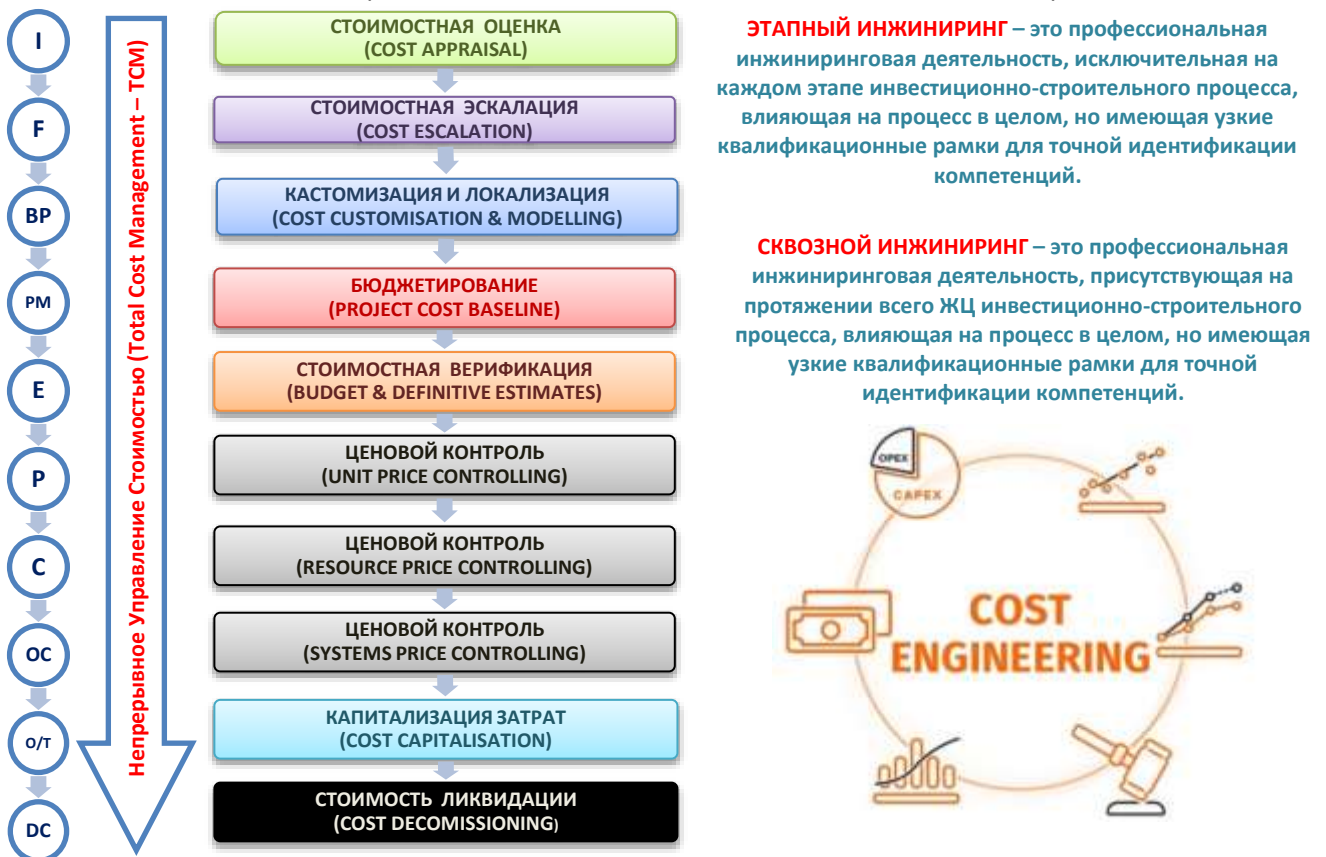 I
F
BP
PM
E
P
C
OC
O/T
DC
Непрерывное Управление Стоимостью (Total Cost Management – TCM)
СТОИМОСТНАЯ ОЦЕНКА
(COST APPRAISAL)
СТОИМОСТНАЯ ЭСКАЛАЦИЯ
(COST ESCALATION)
КАСТОМИЗАЦИЯ И ЛОКАЛИЗАЦИЯ
(COST CUSTOMISATION & MODELLING)
БЮДЖЕТИРОВАНИЕ
(PROJECT COST BASELINE)
СТОИМОСТНАЯ ВЕРИФИКАЦИЯ
(BUDGET & DEFINITIVE ESTIMATES)
ЦЕНОВОЙ КОНТРОЛЬ
(UNIT PRICE CONTROLLING)
ЦЕНОВОЙ КОНТРОЛЬ
(RESOURCE PRICE CONTROLLING)
ЦЕНОВОЙ КОНТРОЛЬ
(SYSTEMS PRICE CONTROLLING)
КАПИТАЛИЗАЦИЯ ЗАТРАТ
(COST CAPITALISATION)
СТОИМОСТЬ ЛИКВИДАЦИИ
(COST DECOMISSIONING)
ЭТАПНЫЙ ИНЖИНИРИНГ – это профессиональная
инжиниринговая деятельность, исключительная на
каждом этапе инвестиционно-строительного процесса,
влияющая на процесс в целом, но имеющая узкие
квалификационные рамки для точной идентификации
компетенций.
СКВОЗНОЙ ИНЖИНИРИНГ – это профессиональная
инжиниринговая деятельность, присутствующая на
протяжении всего ЖЦ инвестиционно-строительного
процесса, влияющая на процесс в целом, но имеющая
узкие квалификационные рамки для точной
идентификации компетенций.
OPEX
CAPEX
COST
ENGINEERING